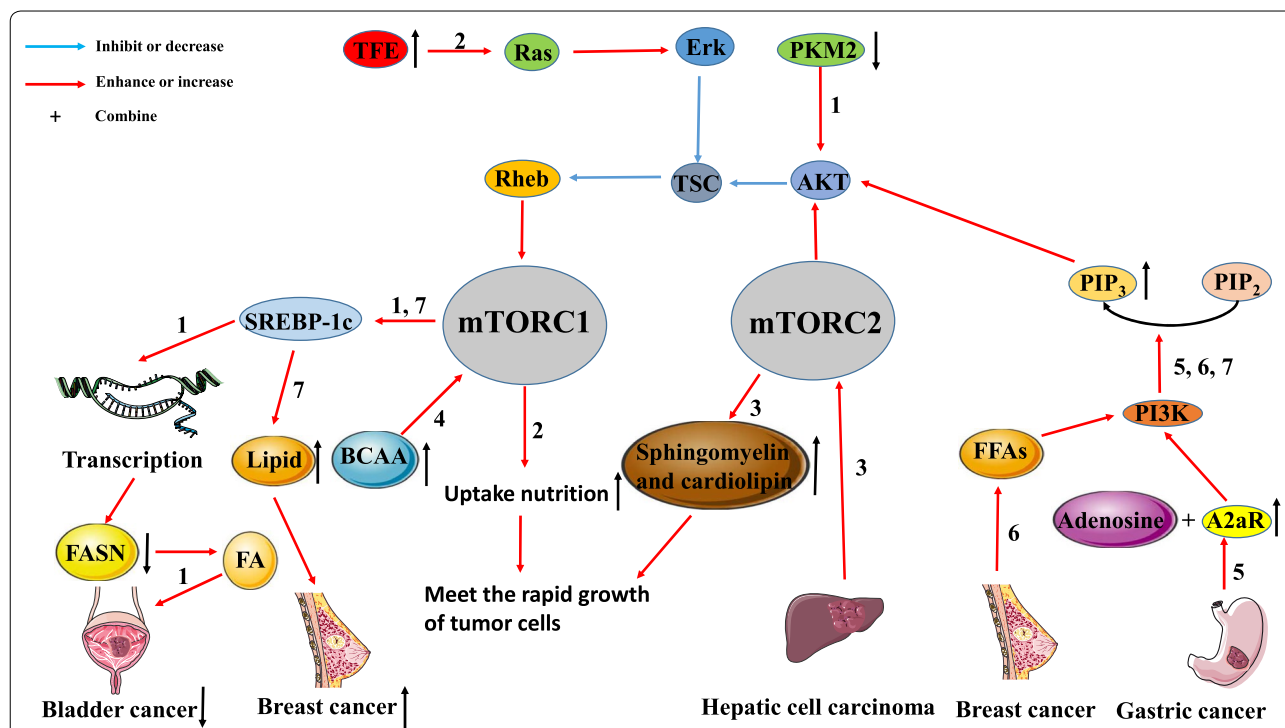 Inhibit or decrease
Enhance or increase
+ Combine
TFE
2
Ras
Erk
PKM2
1
Rheb
TSC
AKT
PIP3
PIP2
SREBP-1c
1, 7
mTORC1
mTORC2
1
7
4
2
3
3
5, 6, 7
PI3K
Transcription
Lipid
BCAA
Uptake nutrition
Sphingomyelin
and cardiolipin
FFAs
Adenosine
+
A2aR
6
5
FASN
FA
1
Meet the rapid growth
of tumor cells
Bladder cancer
Breast cancer
Hepatic cell carcinoma
Breast cancer
Gastric cancer